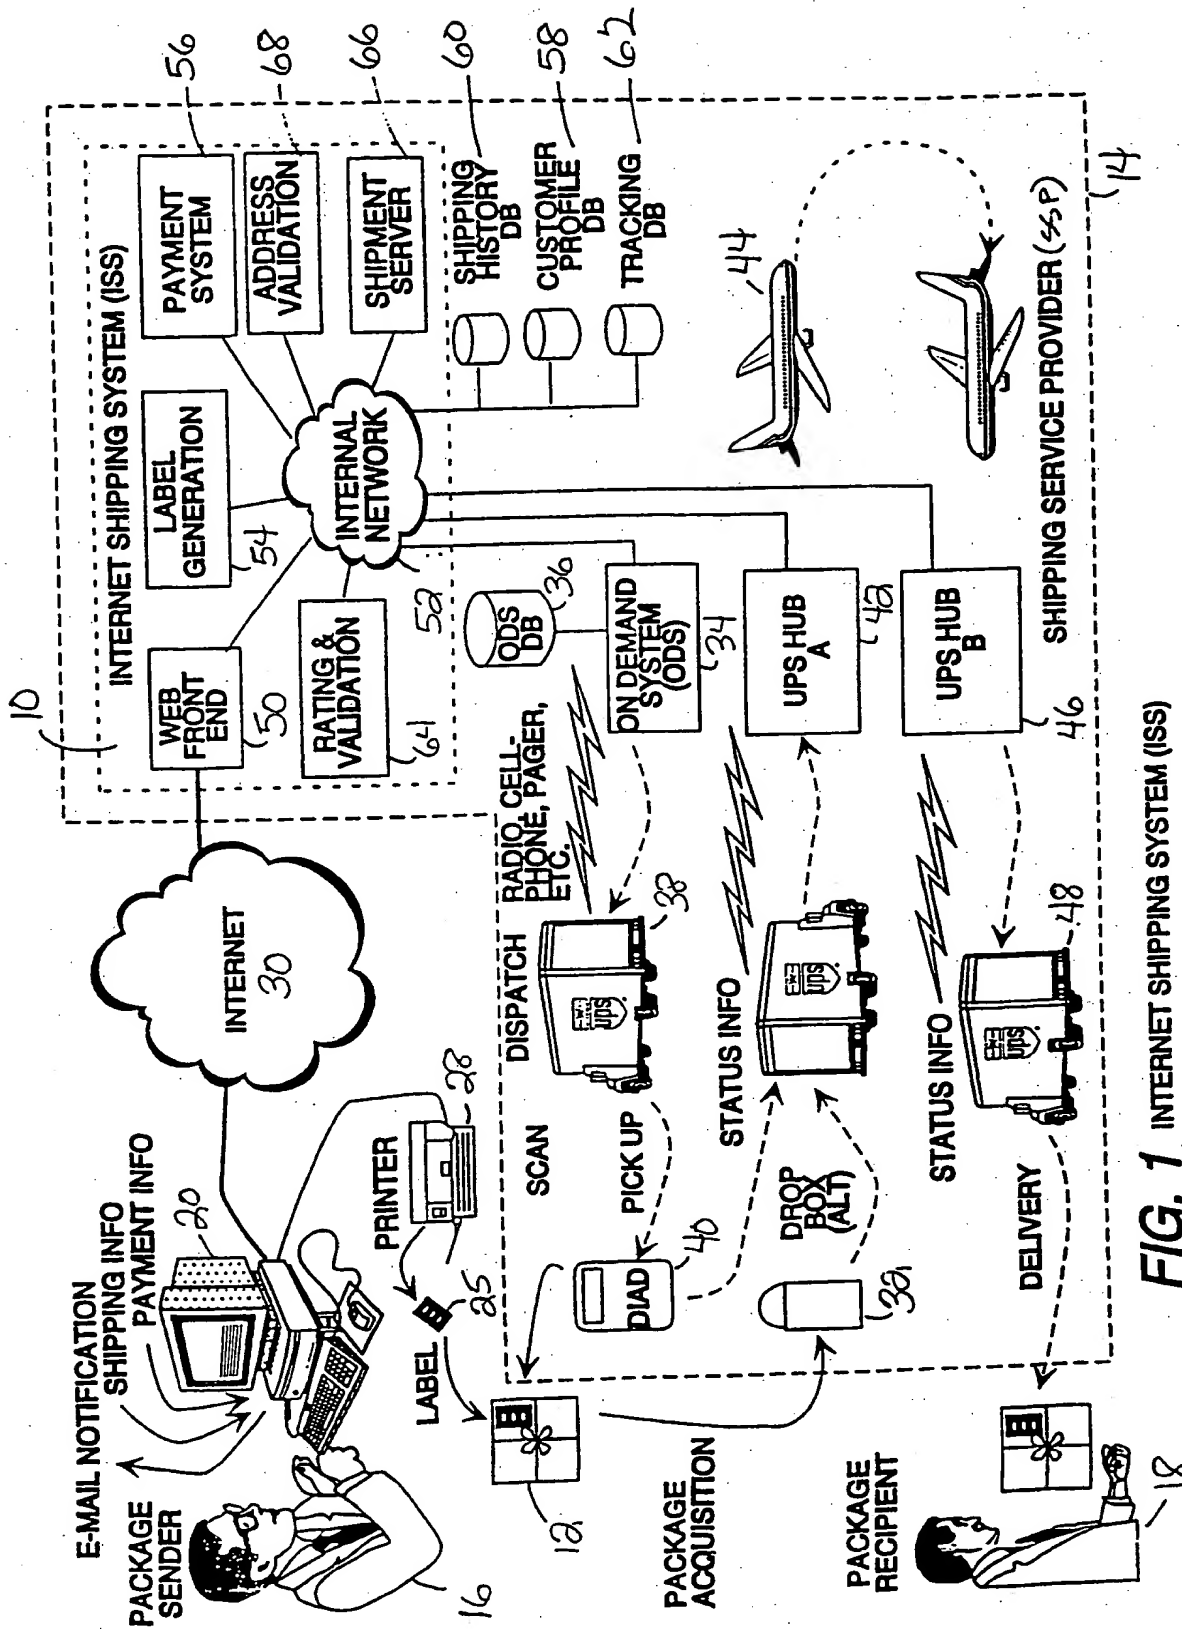 10
INTERNET SHIPPING SYSTEM (ISS)
E-MAIL NOTIFICATION
SHIPPING INFO
PAYMENT INFO
20
PACKAGE
SENDER
16
INTERNET
30
WEB
FRONT
END
50
LABEL
GENERATION
54
PAYMENT
SYSTEM
56
ADDRESS
VALIDATION
68
SHIPMENT
SERVER
66
RATING &
VALIDATION
64
INTERNAL
NETWORK
52
SHIPPING
HISTORY
DB
60
CUSTOMER
PROFILE
DB
58
TRACKING
DB
62
PRINTER
28
LABEL
25
12
PACKAGE
ACQUISITION
SCAN
DISPATCH
RADIO, CELL-
PHONE, PAGER,
ETC.
ODS
DB
36
ON DEMAND
SYSTEM
(ODS)
34
ups
38
PICK UP
DIAD
40
STATUS INFO
UPS HUB
A
42
44
ups
DROP
BOX
(ALT)
32
STATUS INFO
UPS HUB
B
46
ups
48
DELIVERY
PACKAGE
RECIPIENT
18
SHIPPING SERVICE PROVIDER (SSP)
14
FIG. 1 INTERNET SHIPPING SYSTEM (ISS)